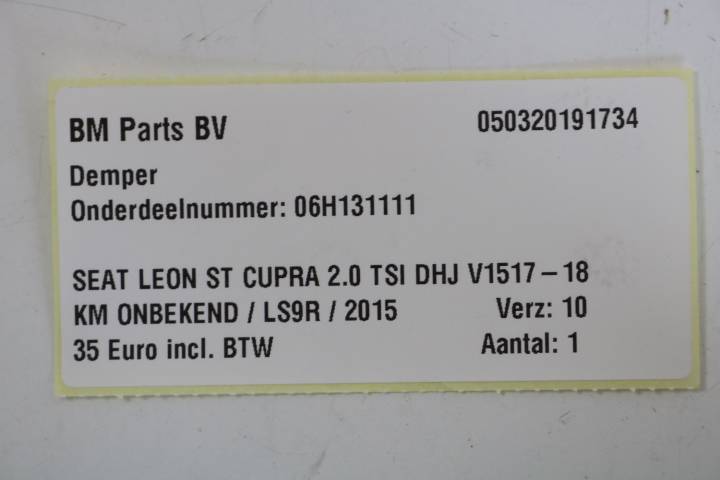 BM Parts BV 050320191734
Demper
Onderdeelnummer: 06H131111
SEAT LEON ST CUPRA 2.0 TSI DHJ V1517-18
KM ONBEKEND / LS9R / 2015 Verz: 10
35 Euro incl. BTW Aantal: 1